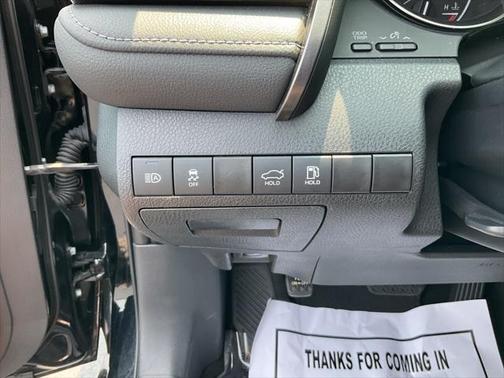 ODO
TRIP
H
A
OFF
HOLD
HOLD
THANKS FOR COMING IN